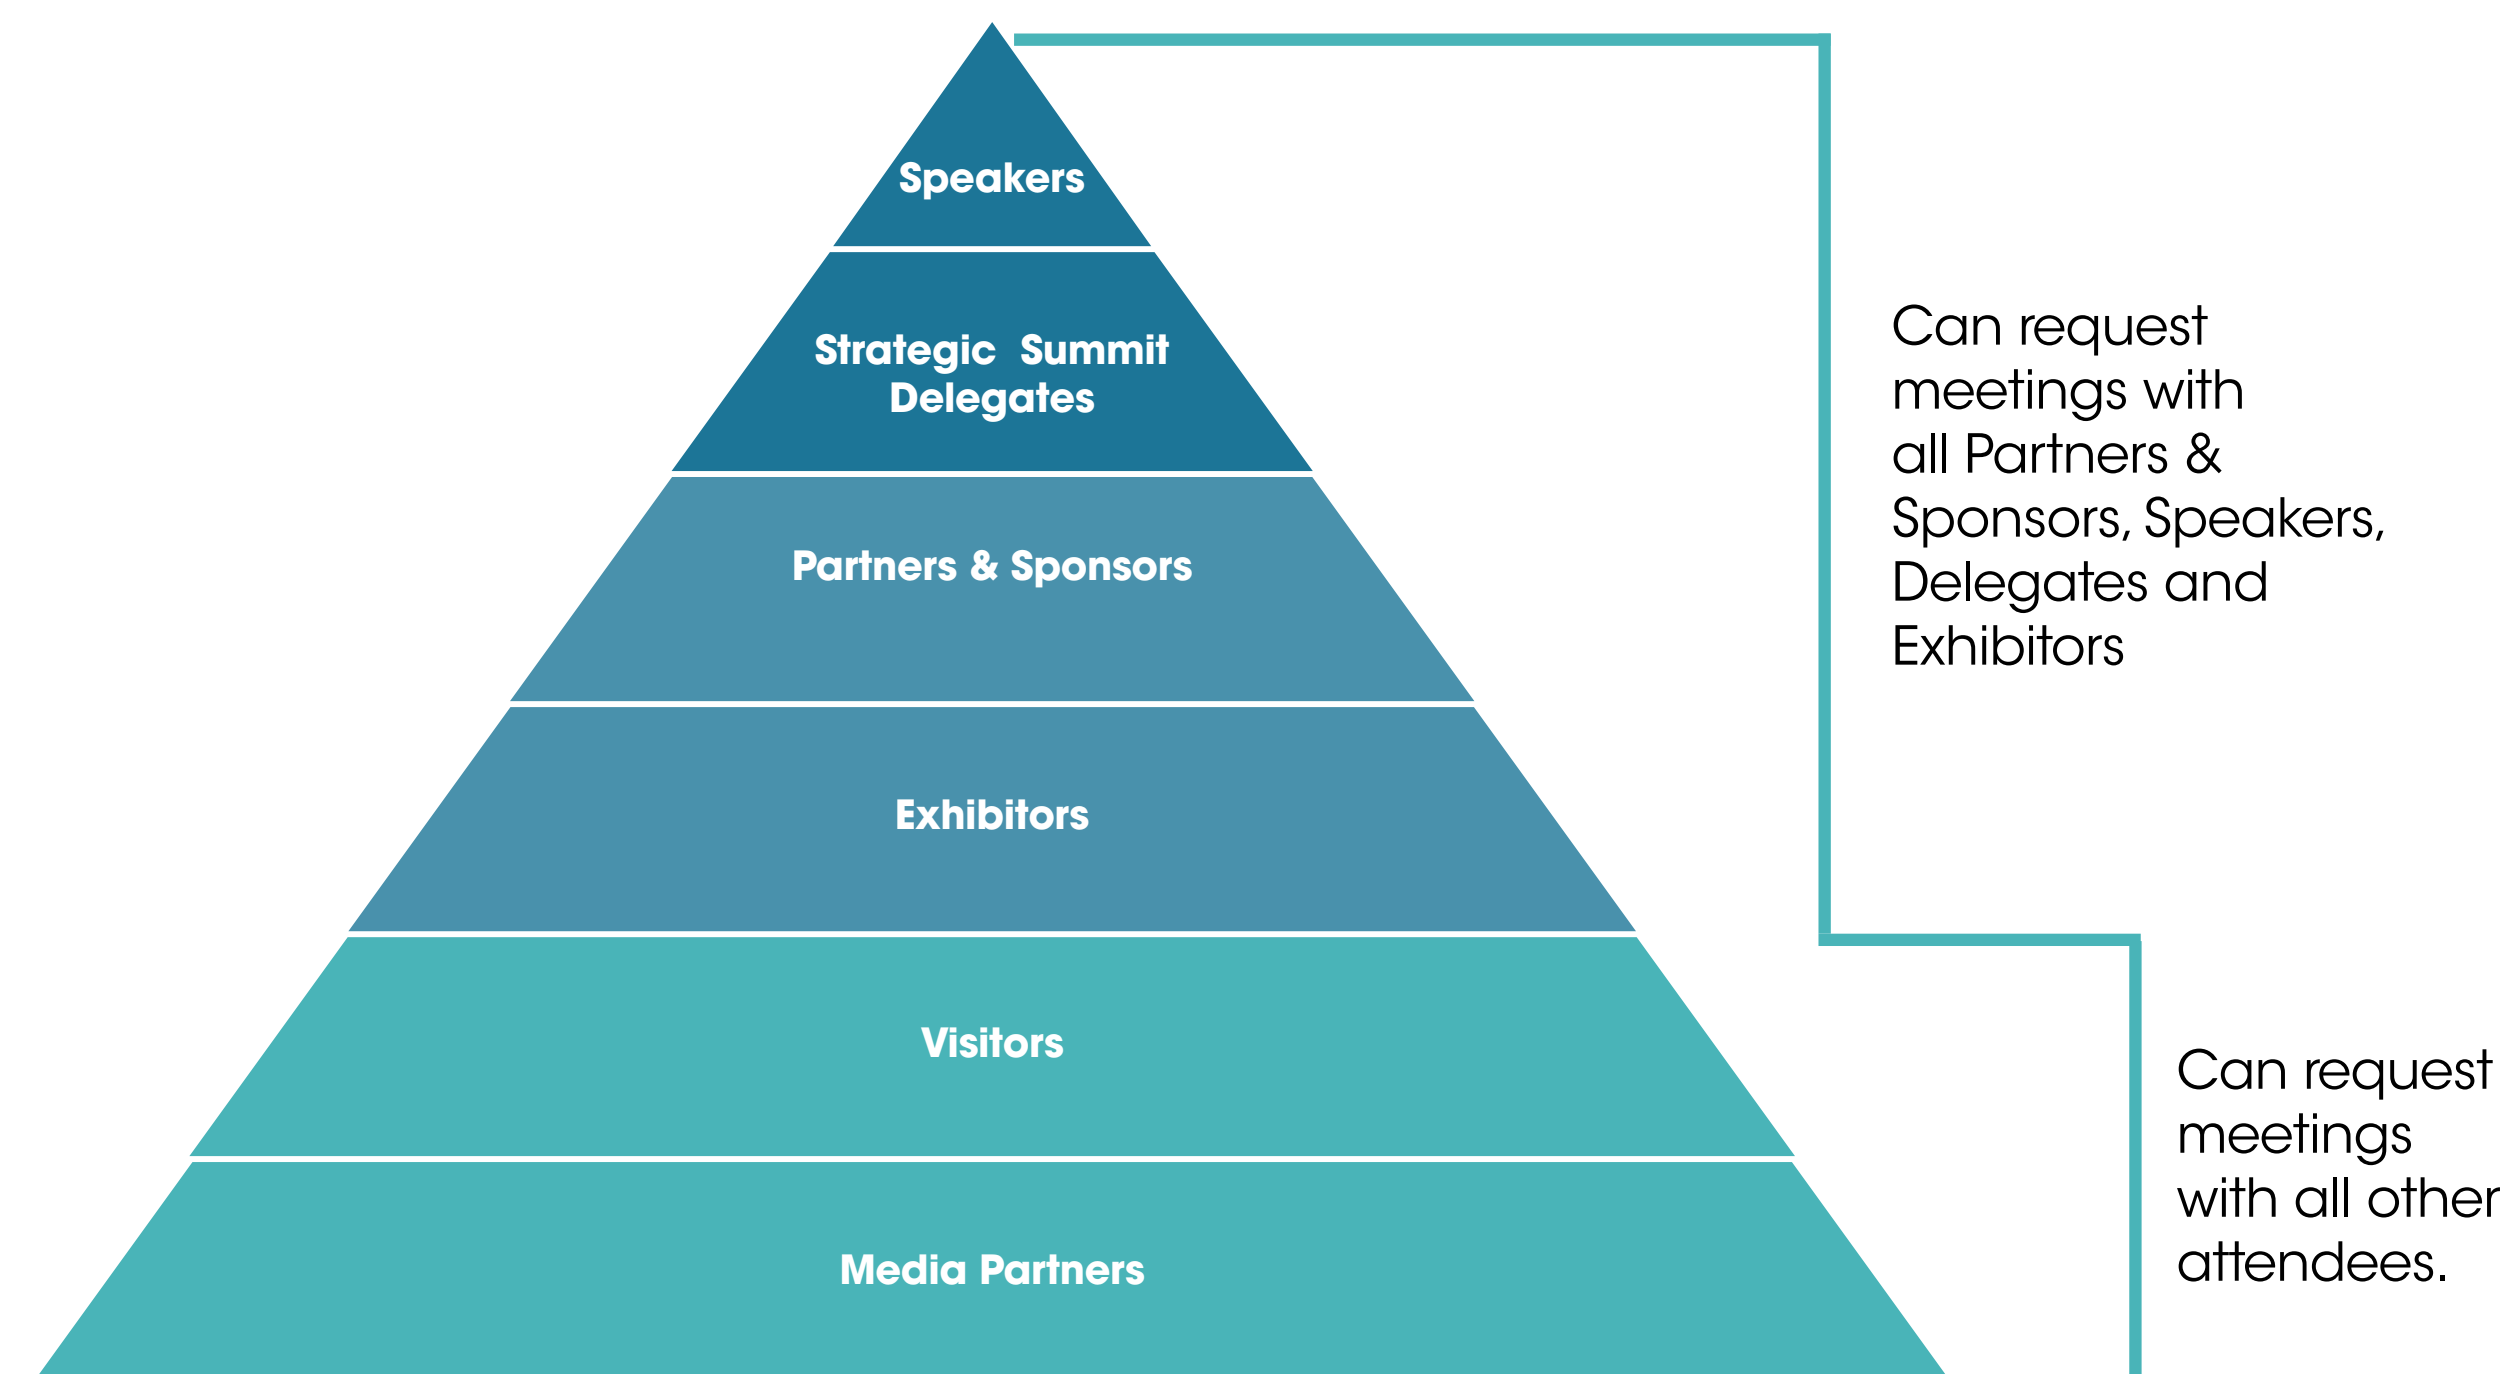 Speakers
Strategic Summit
Delegates
Partners & Sponsors
Exhibitors
Visitors
Media Partners
Can request
meetings with
all Partners &
Sponsors, Speakers,
Delegates and
Exhibitors
Can request
meetings
with all other
attendees.